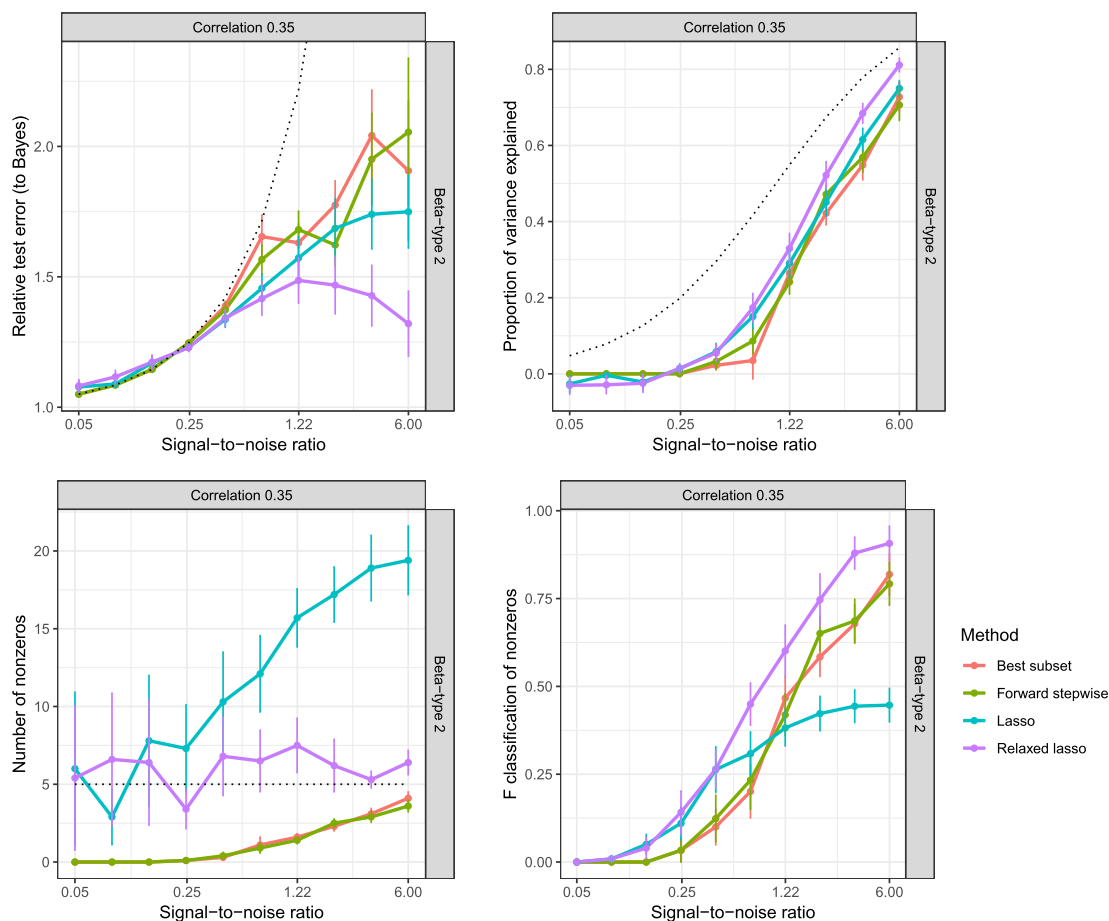 Correlation 0.35
Relative test error (to Bayes)
2.0
1.5
1.0
Beta−type 2
0.05 0.25 1.22 6.00
Signal−to−noise ratio
Correlation 0.35
Proportion of variance explained
0.8
0.6
0.4
0.2
0.0
Beta−type 2
0.05 0.25 1.22 6.00
Signal−to−noise ratio
Correlation 0.35
Number of nonzeros
20
15
10
5
0
Beta−type 2
0.05 0.25 1.22 6.00
Signal−to−noise ratio
Correlation 0.35
F classification of nonzeros
1.00
0.75
0.50
0.25
0.00
Beta−type 2
0.05 0.25 1.22 6.00
Signal−to−noise ratio
Method
Best subset
Forward stepwise
Lasso
Relaxed lasso